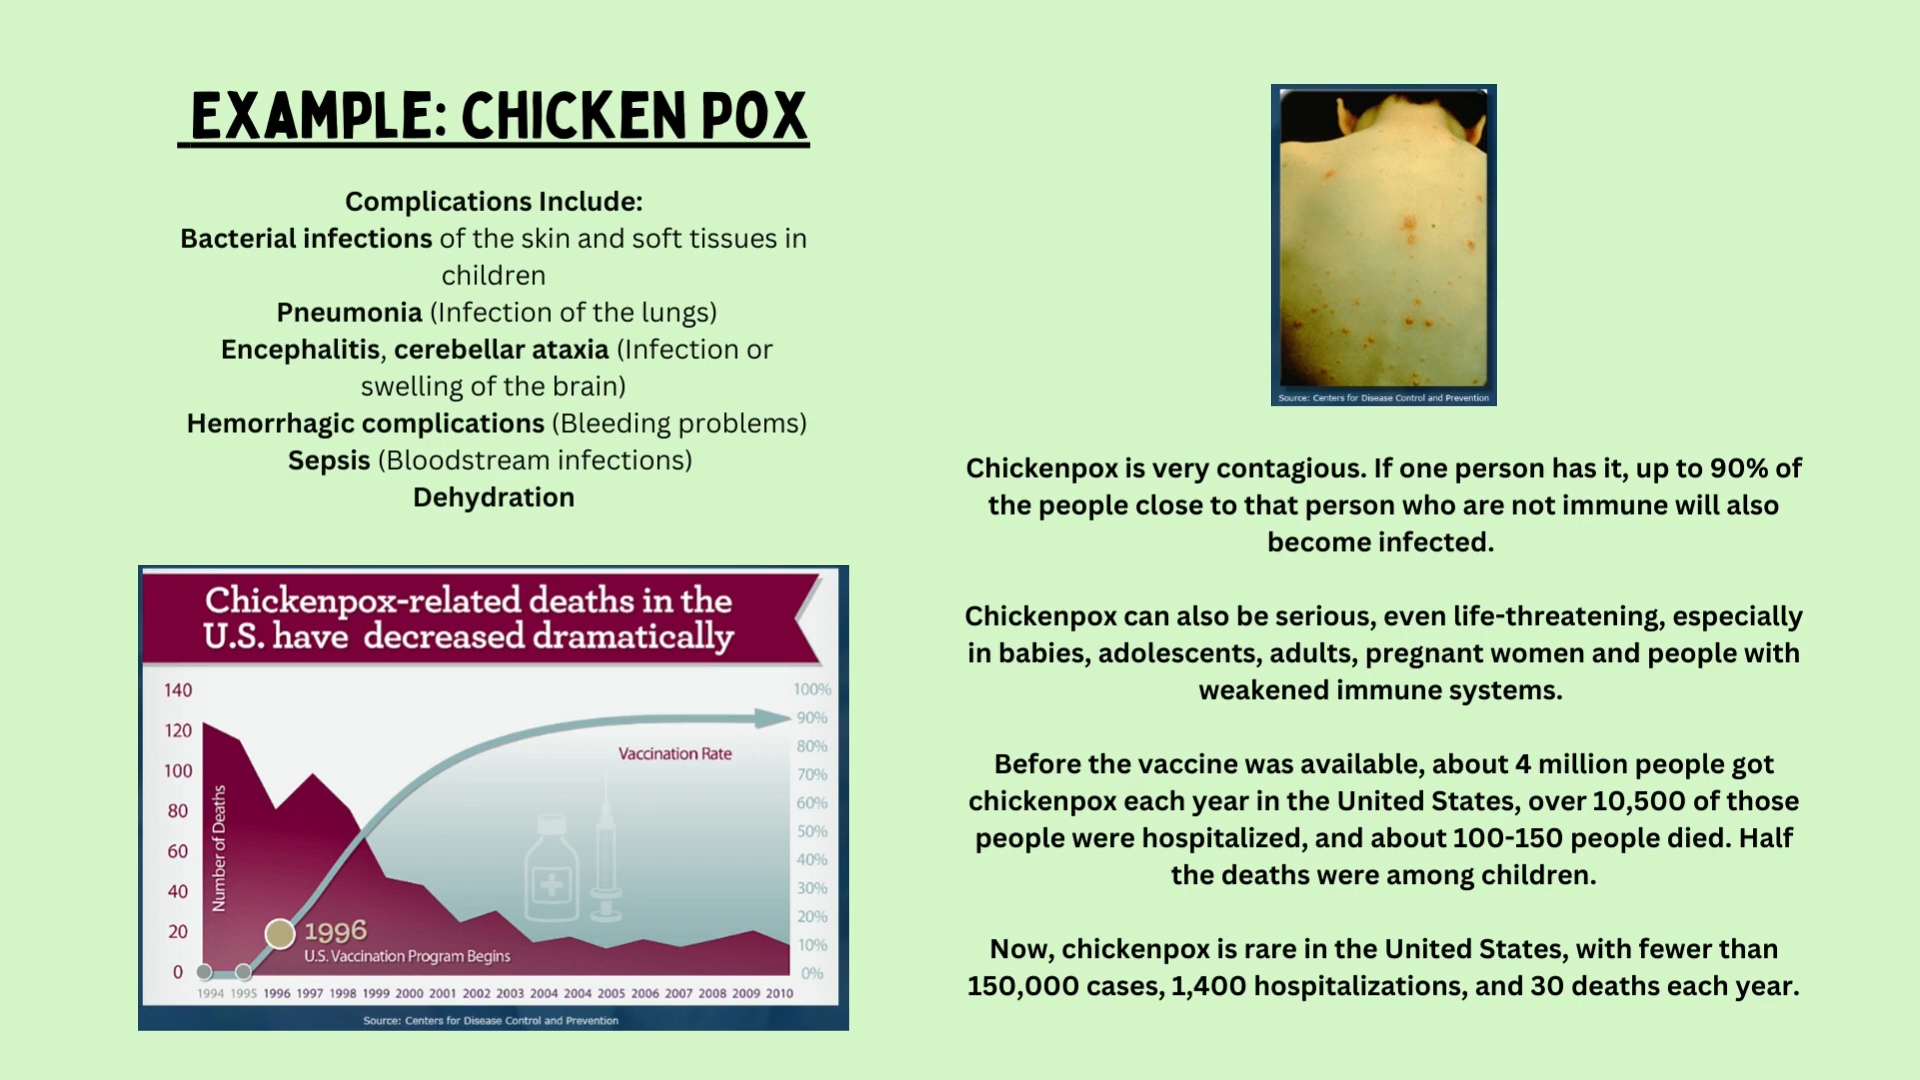 EXAMPLE: CHICKEN POX
Complications Include:
Bacterial infections of the skin and soft tissues in
children
Pneumonia (Infection of the lungs)
Encephalitis, cerebellar ataxia (Infection or
swelling of the brain)
Hemorrhagic complications (Bleeding problems)
Sepsis (Bloodstream infections)
Dehydration
Chickenpox-related deaths in the
U.S. have decreased dramatically
140
120
100
80
60
40
20
0
Number of Deaths
100%
90%
80%
70%
60%
50%
40%
30%
20%
10%
0%
Vaccination Rate
1996
U.S. Vaccination Program Begins
1994 1995 1996 1997 1998 1999 2000 2001 2002 2003 2004 2004 2005 2006 2007 2008 2009 2010
Source: Centers for Disease Control and Prevention
Source: Centers for Disease Control and Prevention
Chickenpox is very contagious. If one person has it, up to 90% of
the people close to that person who are not immune will also
become infected.
Chickenpox can also be serious, even life-threatening, especially
in babies, adolescents, adults, pregnant women and people with
weakened immune systems.
Before the vaccine was available, about 4 million people got
chickenpox each year in the United States, over 10,500 of those
people were hospitalized, and about 100-150 people died. Half
the deaths were among children.
Now, chickenpox is rare in the United States, with fewer than
150,000 cases, 1,400 hospitalizations, and 30 deaths each year.